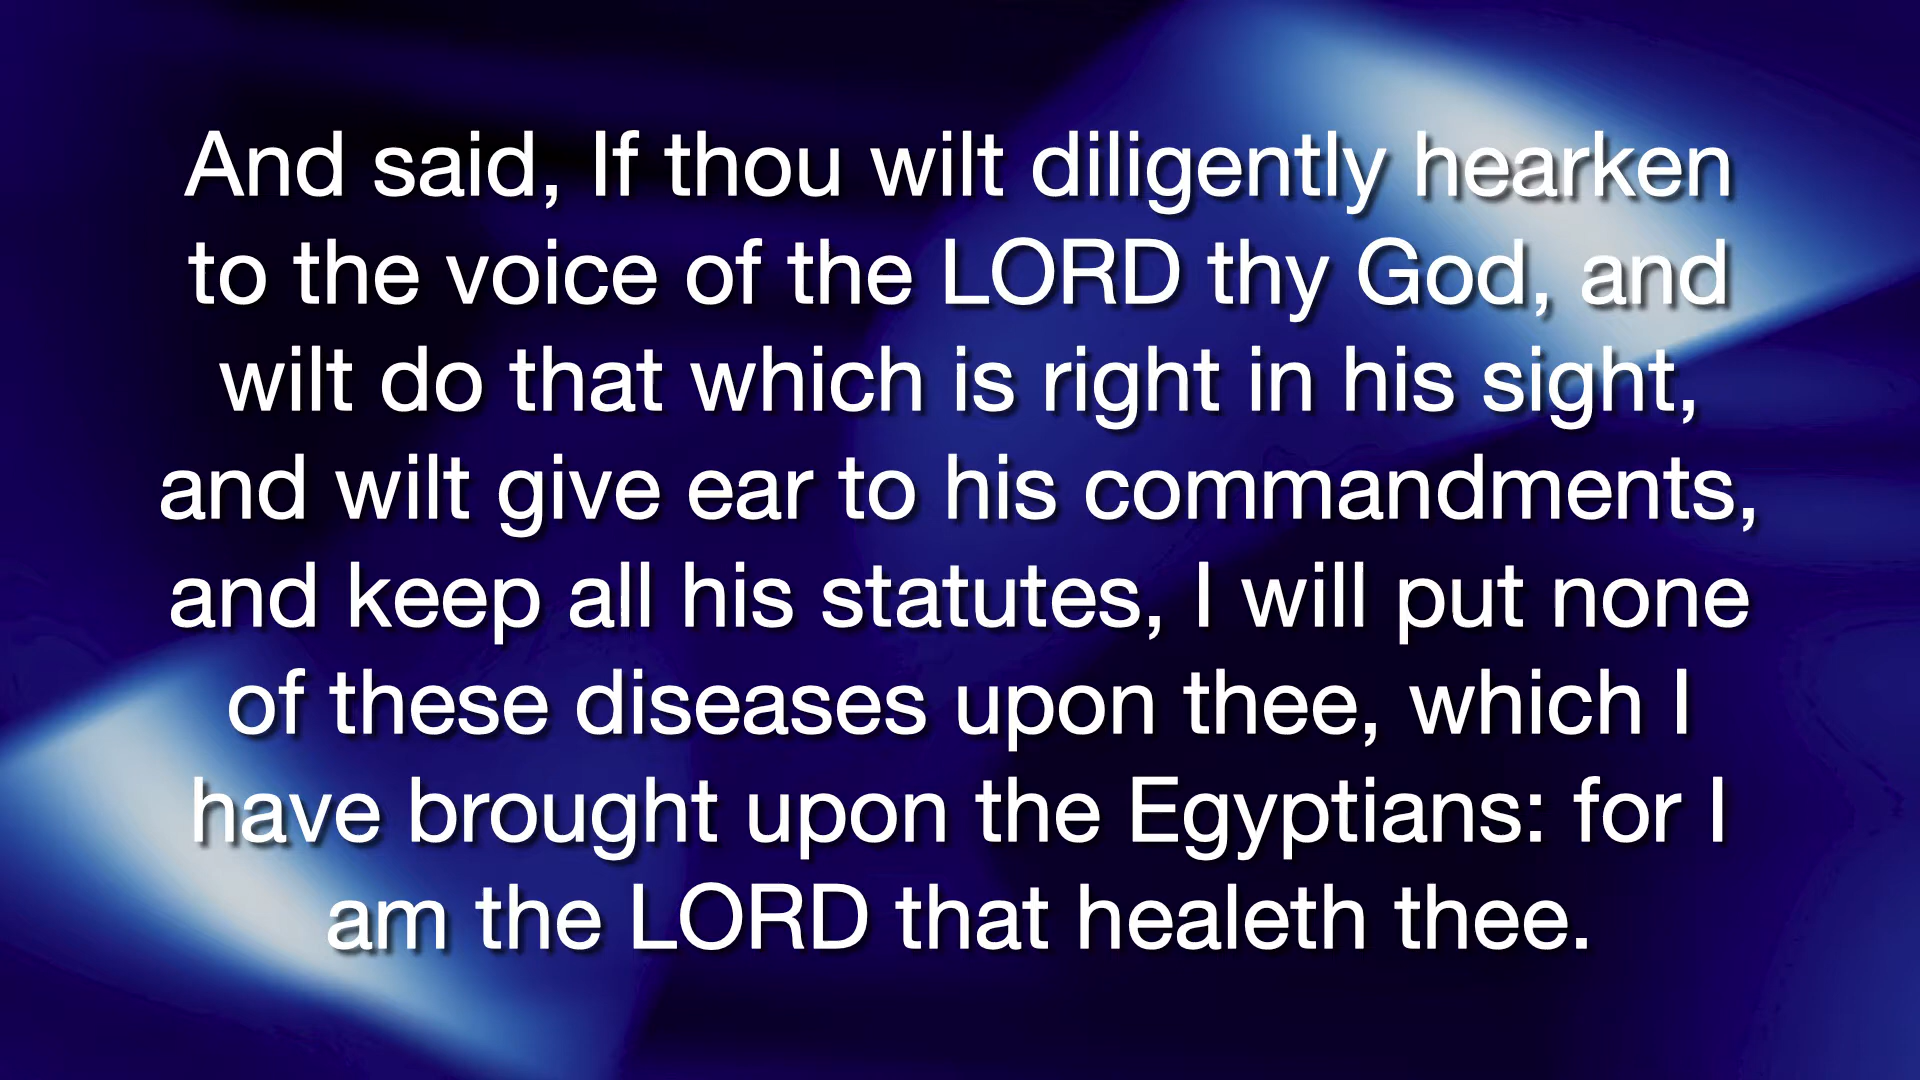 And said, If thou wilt diligently hearken
to the voice of the LORD thy God, and
wilt do that which is right in his sight,
and wilt give ear to his commandments,
and keep all his statutes, I will put none
of these diseases upon thee, which I
have brought upon the Egyptians: for I
am the LORD that healeth thee.